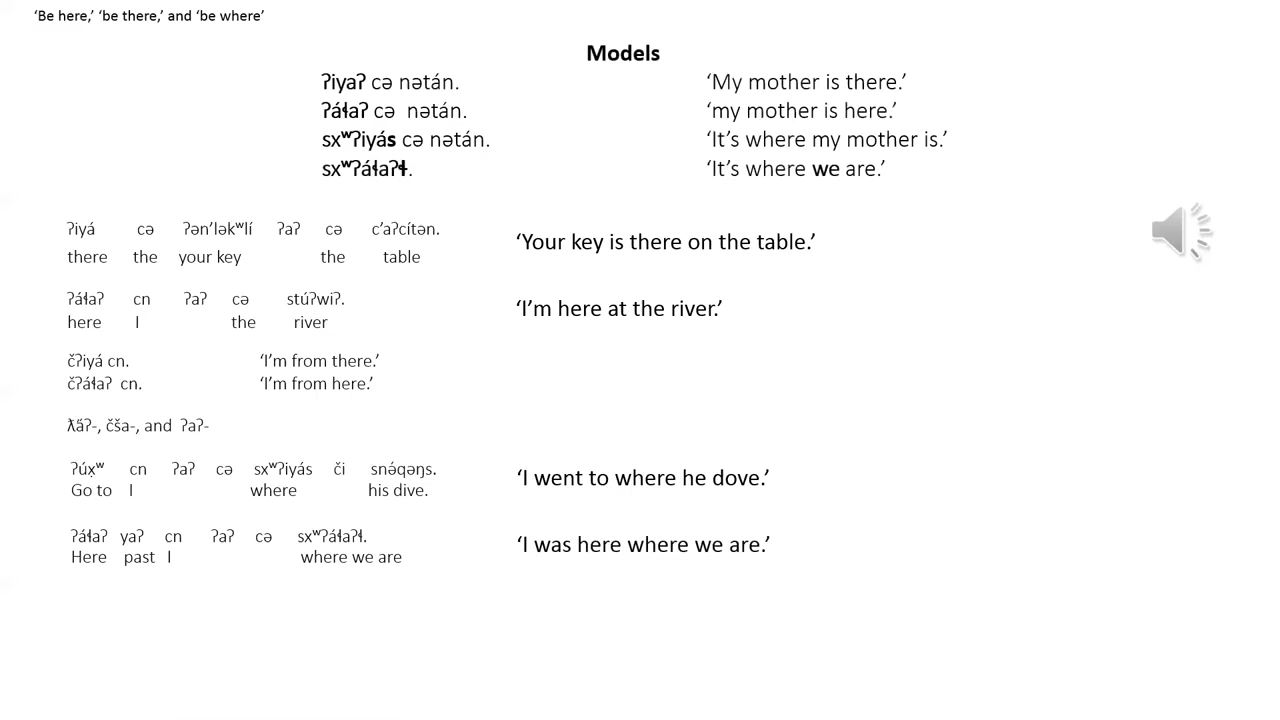 ‘Be here,’ ‘be there,’ and ‘be where’
Models
ʔiyaʔ cə nətán. ‘My mother is there.’
ʔáɬaʔ cə nətán. ‘my mother is here.’
sxʷʔiyás cə nətán. ‘It’s where my mother is.’
sxʷʔáɬaʔɬ. ‘It’s where we are.’
ʔiyá cə ʔən’ləkʷlí ʔaʔ cə c’aʔcítən. ‘Your key is there on the table.’
there the your key the table
ʔáɬaʔ cn ʔaʔ cə stúʔwiʔ. ‘I’m here at the river.’
here I the river
čʔiyá cn. ‘I’m from there.’
čʔáɬaʔ cn. ‘I’m from here.’
čša-, and ʔaʔ-
ʔúx̣ʷ cn ʔaʔ cə sxʷʔiyás či snə́qəŋs. ‘I went to where he dove.’
Go to I where his dive.
ʔáɬaʔ yaʔ cn ʔaʔ cə sxʷʔáɬaʔɬ. ‘I was here where we are.’
Here past I where we are